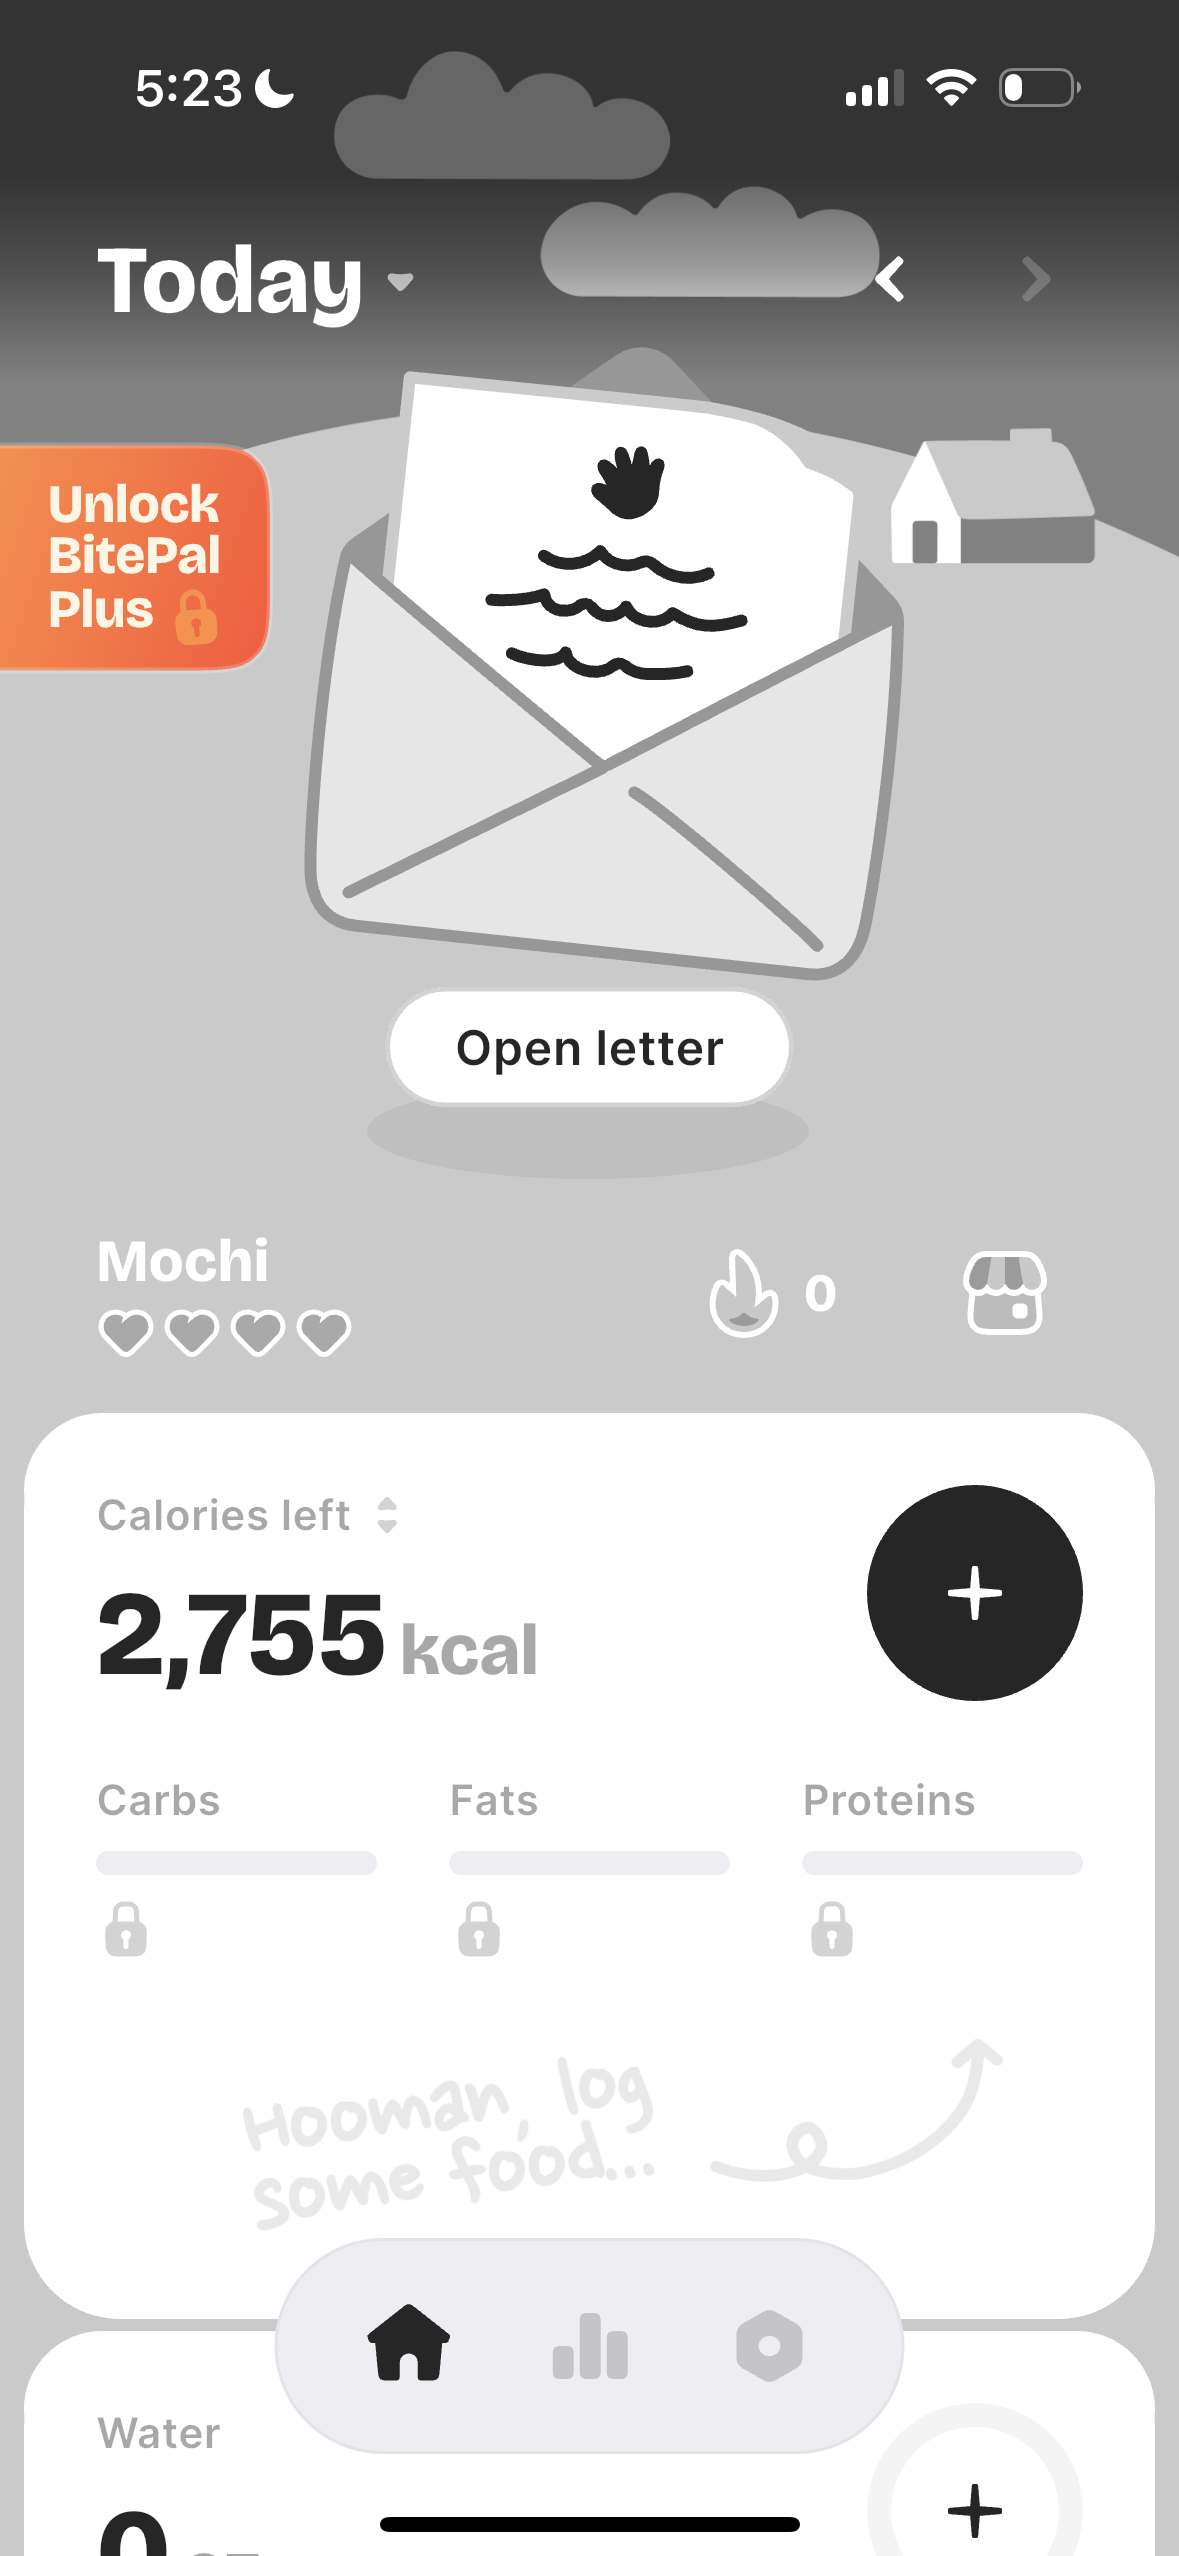 5:23
Today
Unlock
BitePal
Plus
Open letter
Mochi
0
Calories left
2,755 kcal
Carbs
Fats
Proteins
Hooman, log
some food...
Water
0